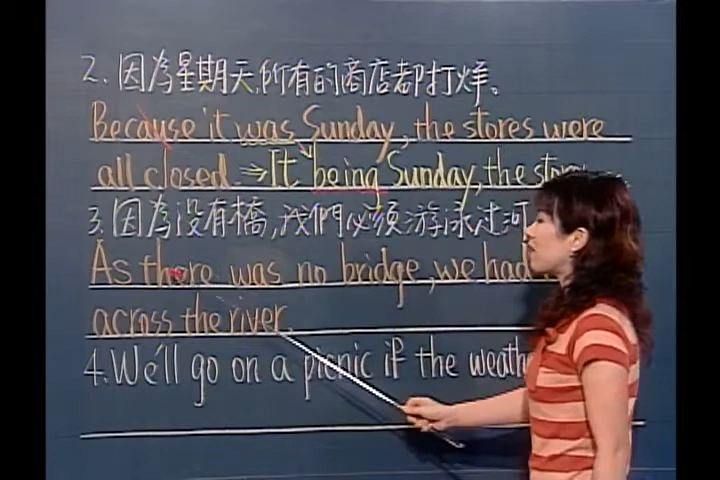 2. 因為星期天,所有的商店都打烊。
Because it was Sunday, the stores were
all closed. ⇒ It being Sunday, the stor
3. 因為沒有橋,我們必須游泳过河
As there was no bridge, we had
across the river.
4. We'll go on a picnic if the weath